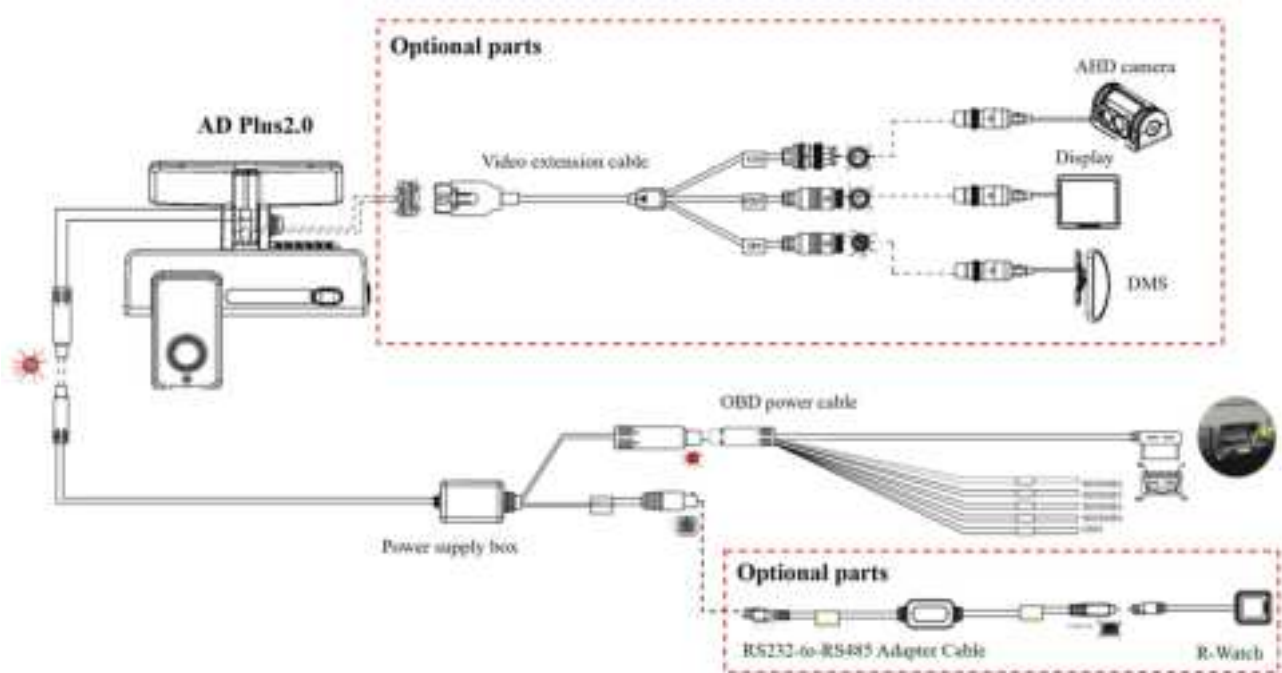 Optional parts
AHD camera
AD Plus2.0
Video extension cable
Display
DMS
OBD power cable
Power supply box
Optional parts
RS232-to-RS485 Adapter Cable
R-Watch